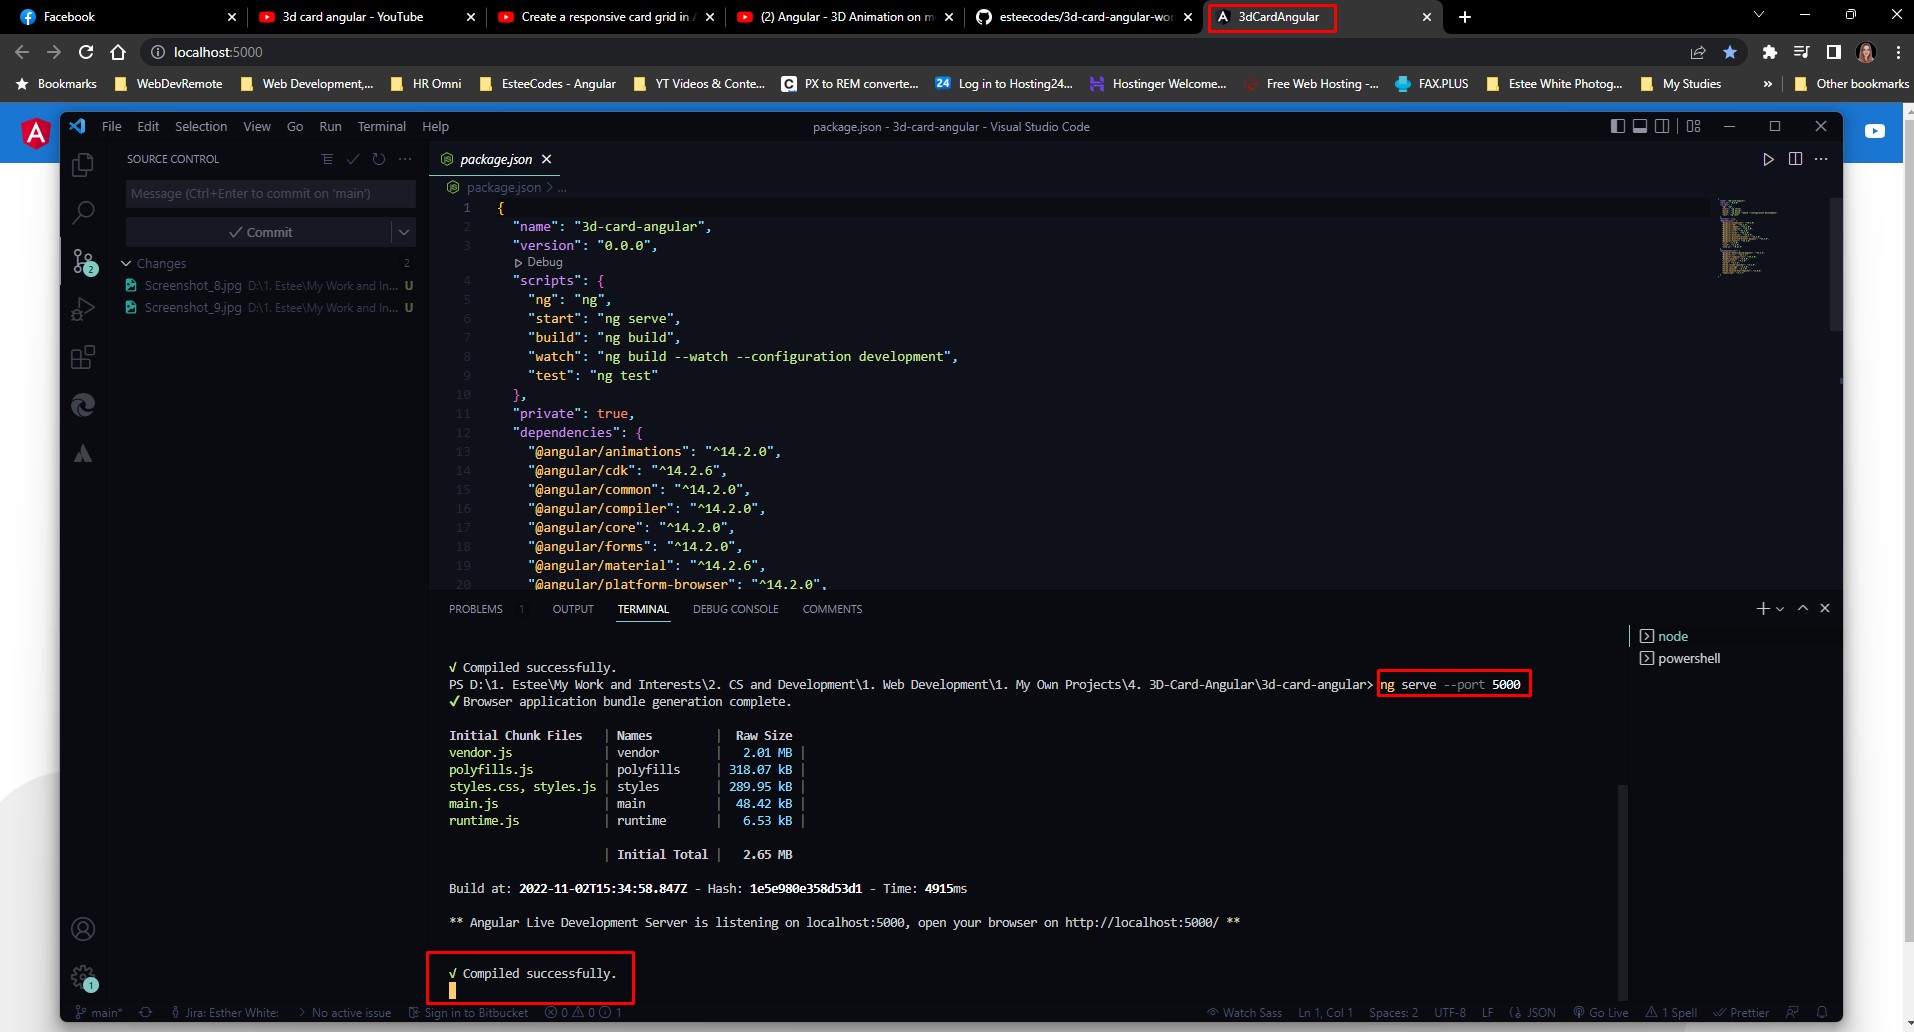 Facebook
3d card angular - YouTube
Create a responsive card grid in
(2) Angular - 3D Animation on m
esteecodes/3d-card-angular-wor
3dCardAngular
localhost:5000
Bookmarks
WebDevRemote
Web Development,...
HR Omni
EsteeCodes - Angular
YT Videos & Conte...
PX to REM converte...
24 Log in to Hosting24...
Hostinger Welcome...
Free Web Hosting -...
FAX.PLUS
Estee White Photog...
My Studies
»
Other bookmarks
File Edit Selection View Go Run Terminal Help
package.json - 3d-card-angular - Visual Studio Code
SOURCE CONTROL
Message (Ctrl+Enter to commit on 'main')
Commit
Changes 2
Screenshot_8.jpg D:\1. Estee\My Work and In... U
Screenshot_9.jpg D:\1. Estee\My Work and In... U
2
1
package.json
package.json > ...
1 {
2 "name": "3d-card-angular",
3 "version": "0.0.0",
Debug
4 "scripts": {
5 "ng": "ng",
6 "start": "ng serve",
7 "build": "ng build",
8 "watch": "ng build --watch --configuration development",
9 "test": "ng test"
10 },
11 "private": true,
12 "dependencies": {
13 "@angular/animations": "^14.2.0",
14 "@angular/cdk": "^14.2.6",
15 "@angular/common": "^14.2.0",
16 "@angular/compiler": "^14.2.0",
17 "@angular/core": "^14.2.0",
18 "@angular/forms": "^14.2.0",
19 "@angular/material": "^14.2.6",
20 "@angular/platform-browser": "^14.2.0",
PROBLEMS 1 OUTPUT TERMINAL DEBUG CONSOLE COMMENTS
node
powershell
√ Compiled successfully.
PS D:\1. Estee\My Work and Interests\2. CS and Development\1. Web Development\1. My Own Projects\4. 3D-Card-Angular\3d-card-angular> ng serve --port 5000
✔ Browser application bundle generation complete.
Initial Chunk Files | Names | Raw Size
vendor.js | vendor | 2.01 MB |
polyfills.js | polyfills | 318.07 kB |
styles.css, styles.js | styles | 289.95 kB |
main.js | main | 48.42 kB |
runtime.js | runtime | 6.53 kB |
| Initial Total | 2.65 MB
Build at: 2022-11-02T15:34:58.847Z - Hash: 1e5e980e358d53d1 - Time: 4915ms
** Angular Live Development Server is listening on localhost:5000, open your browser on http://localhost:5000/ **
√ Compiled successfully.
main* Jira: Esther White: > No active issue Sign in to Bitbucket 0 0 1
Watch Sass Ln 1, Col 1 Spaces: 2 UTF-8 LF {} JSON Go Live 1 Spell Prettier